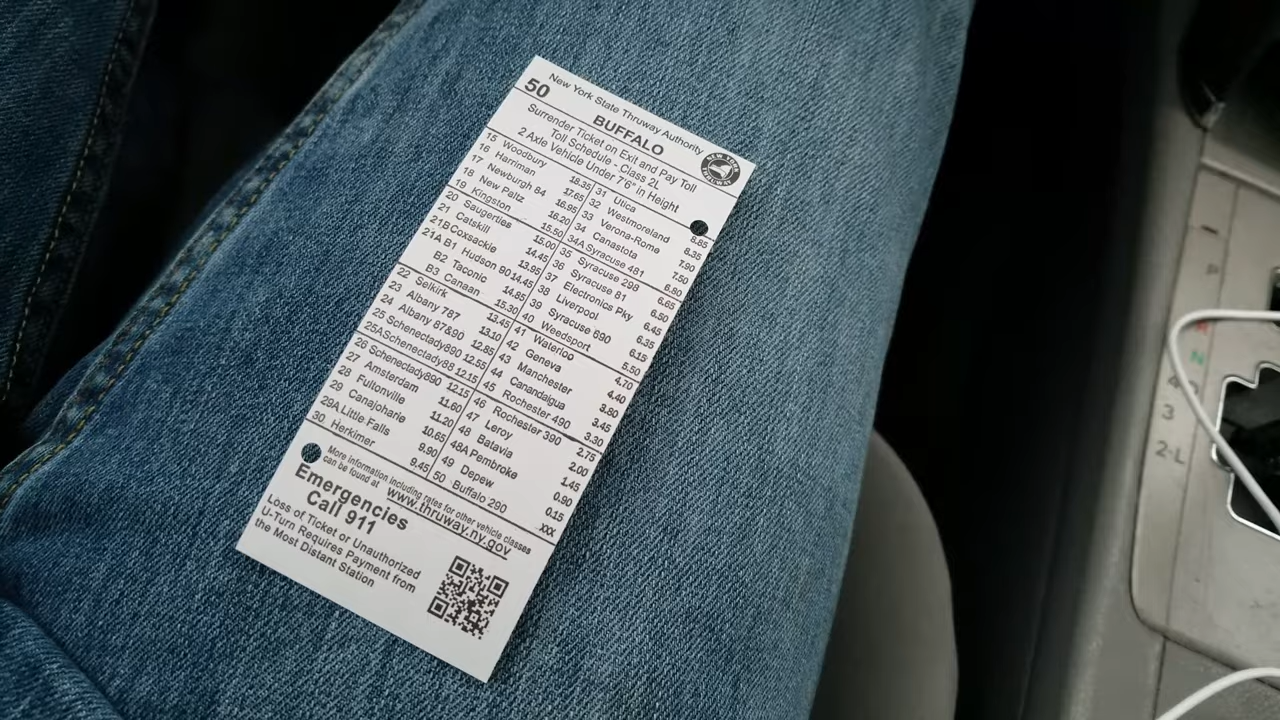 New York State Thruway Authority
50
BUFFALO
Surrender Ticket on Exit and Pay Toll
Toll Schedule - Class 2L
2 Axle Vehicle Under 7'6" in Height
15 Woodbury 18.35
16 Harriman 17.65
17 Newburgh 84 16.95
18 New Paltz 16.20
19 Kingston 15.50
20 Saugerties 15.00
21 Catskill 14.45
21B Coxsackie 13.95
21A B1 Hudson 90 14.45
B2 Taconic 14.85
B3 Canaan 15.30
22 Selkirk 13.45
23 Albany 787 13.10
24 Albany 87&90 12.85
25 Schenectady890 12.55
25A Schenectady88 12.15
26 Schenectady890 12.15
27 Amsterdam 11.60
28 Fultonville 11.20
29 Canajoharie 10.65
29A Little Falls 9.90
30 Herkimer 9.45
31 Utica 8.85
32 Westmoreland 8.35
33 Verona-Rome 7.90
34 Canastota 7.50
34A Syracuse 481 6.80
35 Syracuse 298 6.65
36 Syracuse 81 6.50
37 Electronics Pky 6.45
38 Liverpool 6.35
39 Syracuse 690 6.15
40 Weedsport 5.50
41 Waterloo 4.70
42 Geneva 4.40
43 Manchester 3.80
44 Canandaigua 3.45
45 Rochester 490 3.30
46 Rochester 390 2.75
47 Leroy 2.00
48 Batavia 1.45
48A Pembroke 0.90
49 Depew 0.15
50 Buffalo 290 XXX
More information including rates for other vehicle classes
can be found at www.thruway.ny.gov
Emergencies
Call 911
Loss of Ticket or Unauthorized
U-Turn Requires Payment from
the Most Distant Station
P
R
N
3
2-L